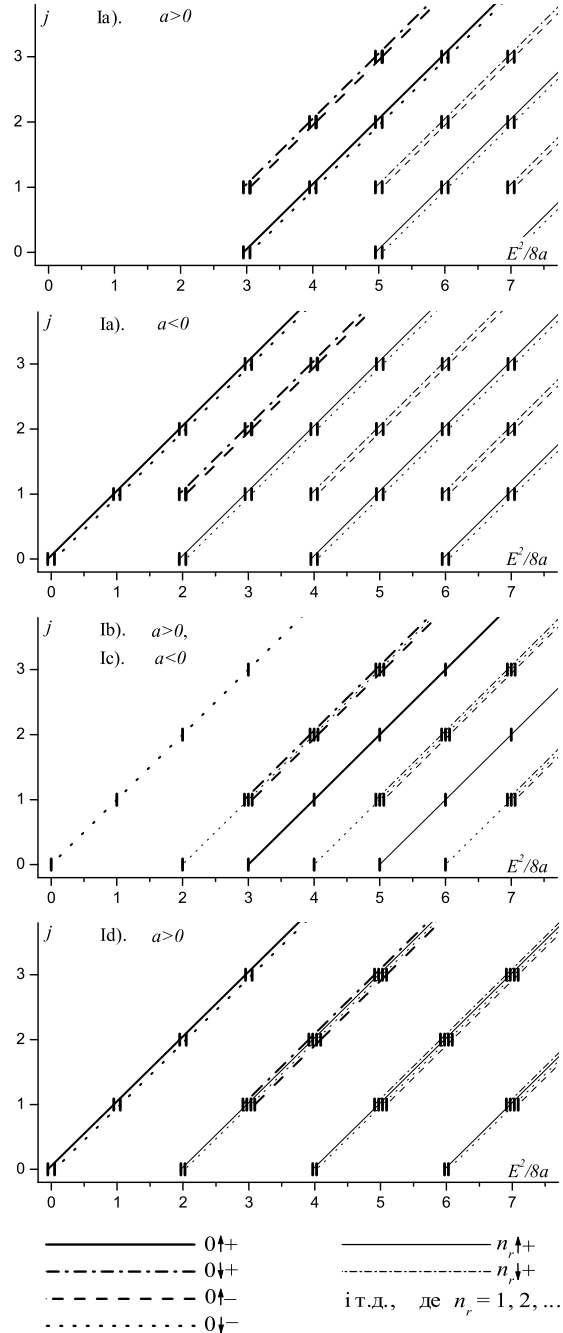 j Ia). a>0
3
2
1
0
E²/8a
0 1 2 3 4 5 6 7
j Ia). a<0
3
2
1
0
E²/8a
0 1 2 3 4 5 6 7
j Ib). a>0,
Ic). a<0
3
2
1
0
E²/8a
0 1 2 3 4 5 6 7
j Id). a>0
3
2
1
0
E²/8a
0 1 2 3 4 5 6 7
0↑+ nᵣ↑+
0↓+ nᵣ↓+
0↑− і т.д., де nᵣ = 1, 2, ...
0↓−